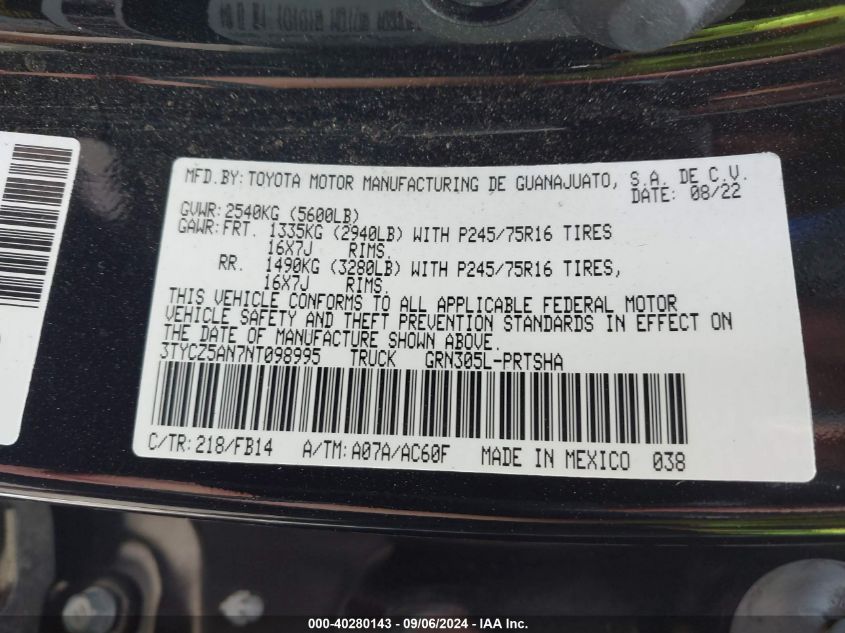 MFD. BY: TOYOTA MOTOR MANUFACTURING DE GUANAJUATO, S.A. DE C.V.
DATE: 08/22
GVWR: 2540KG (5600LB)
GAWR: FRT. 1335KG (2940LB) WITH P245/75R16 TIRES
16X7J RIMS.
RR. 1490KG (3280LB) WITH P245/75R16 TIRES,
16X7J RIMS.
THIS VEHICLE CONFORMS TO ALL APPLICABLE FEDERAL MOTOR
VEHICLE SAFETY AND THEFT PREVENTION STANDARDS IN EFFECT ON
THE DATE OF MANUFACTURE SHOWN ABOVE.
3TYCZ5AN7NT098995 TRUCK GRN305L-PRTSHA
C/TR: 218/FB14 A/TM: A07A/AC60F MADE IN MEXICO 038
000-40280143 - 09/06/2024 - IAA Inc.